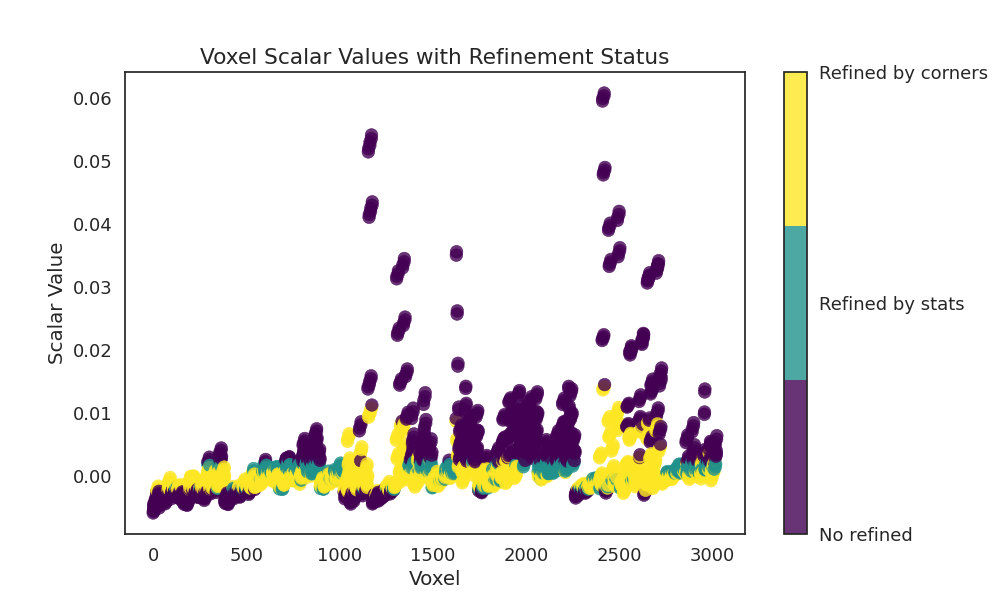 Voxel Scalar Values with Refinement Status
Refined by corners
Refined by stats
No refined
Scalar Value
0.06
0.05
0.04
0.03
0.02
0.01
0.00
0 500 1000 1500 2000 2500 3000
Voxel